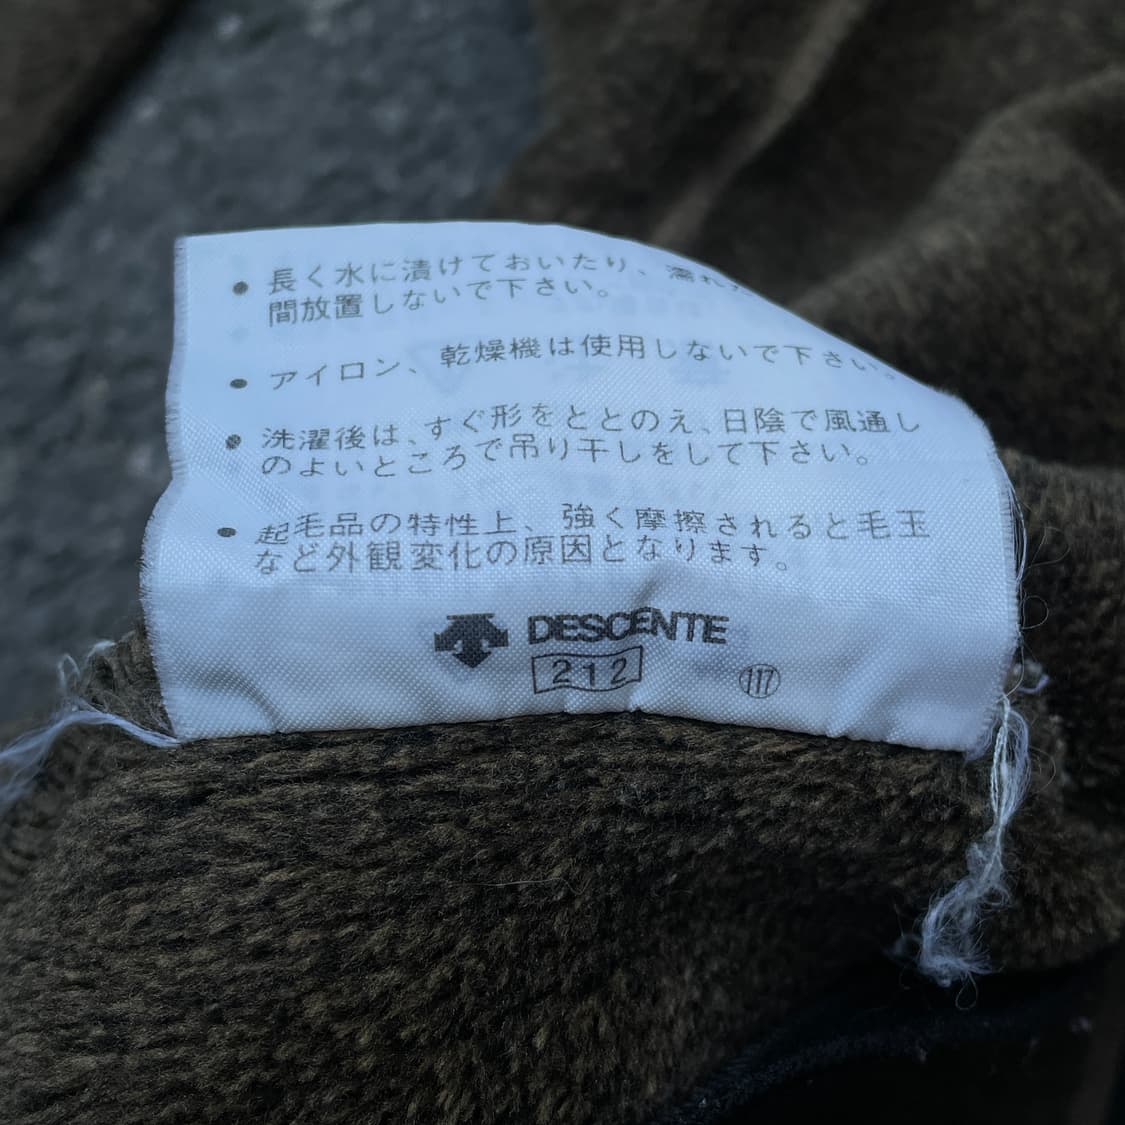 ● 長く水に漬けておいたり、濡れ
間放置しないで下さい。
● アイロン、乾燥機は使用しないで下さい。
● 洗濯後は、すぐ形をととのえ、日陰で風通し
のよいところで吊り干しをして下さい。
● 起毛品の特性上、強く摩擦されると毛玉
など外観変化の原因となります。
DESCENTE
212
117